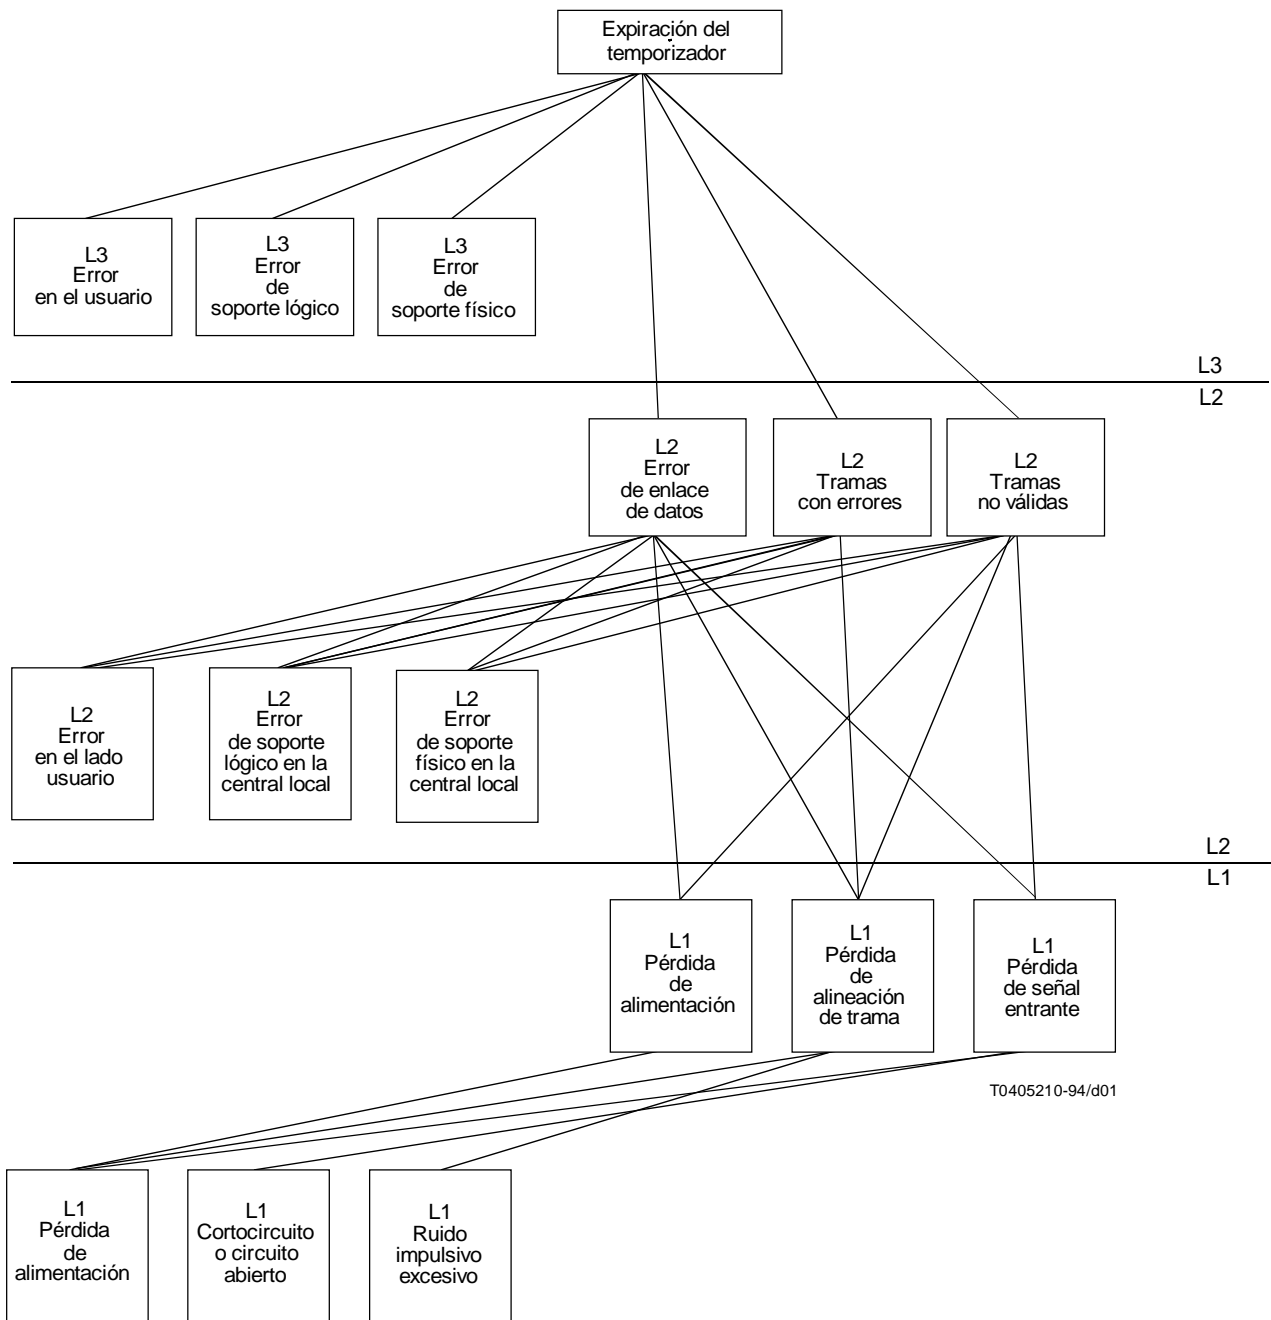 Expiración del
temporizador
L3
Error
en el usuario
L3
Error
de
soporte lógico
L3
Error
de
soporte físico
L3
L2
L2
Error
de enlace
de datos
L2
Tramas
con errores
L2
Tramas
no válidas
L2
Error
en el lado
usuario
L2
Error
de soporte
lógico en la
central local
L2
Error
de soporte
físico en la
central local
L2
L1
L1
Pérdida
de
alimentación
L1
Pérdida
de
alineación
de trama
L1
Pérdida
de señal
entrante
T0405210-94/d01
L1
Pérdida
de
alimentación
L1
Cortocircuito
o circuito
abierto
L1
Ruido
impulsivo
excesivo